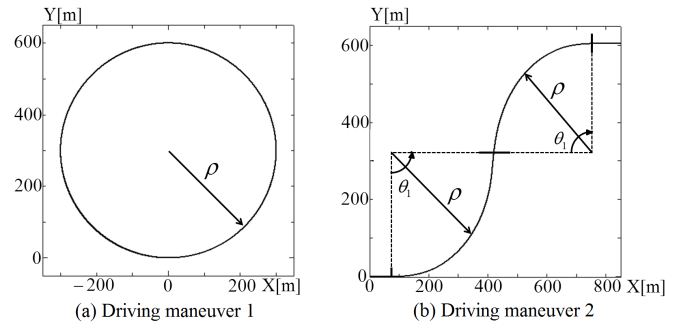 Y[m]
600
400
200
0
ρ
−200 0 200 X[m]
(a) Driving maneuver 1
Y[m]
600
400
200
0
ρ
θ1
θ1
ρ
0 200 400 600 800 X[m]
(b) Driving maneuver 2